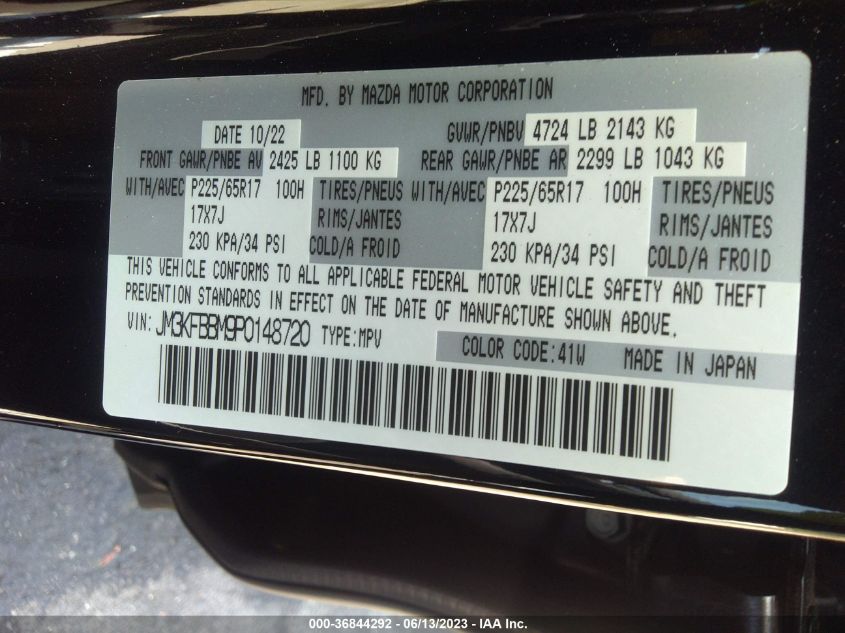 MFD. BY MAZDA MOTOR CORPORATION
DATE 10/22 GVWR/PNBV 4724 LB 2143 KG
FRONT GAWR/PNBE AV 2425 LB 1100 KG REAR GAWR/PNBE AR 2299 LB 1043 KG
WITH/AVEC P225/65R17 100H TIRES/PNEUS WITH/AVEC P225/65R17 100H TIRES/PNEUS
17X7J RIMS/JANTES 17X7J RIMS/JANTES
230 KPA/34 PSI COLD/A FROID 230 KPA/34 PSI COLD/A FROID
THIS VEHICLE CONFORMS TO ALL APPLICABLE FEDERAL MOTOR VEHICLE SAFETY AND THEFT
PREVENTION STANDARDS IN EFFECT ON THE DATE OF MANUFACTURE SHOWN ABOVE.
VIN: JM3KFBBM9P0148720 TYPE:MPV
COLOR CODE:41W MADE IN JAPAN
000-36844292 - 06/13/2023 - IAA Inc.